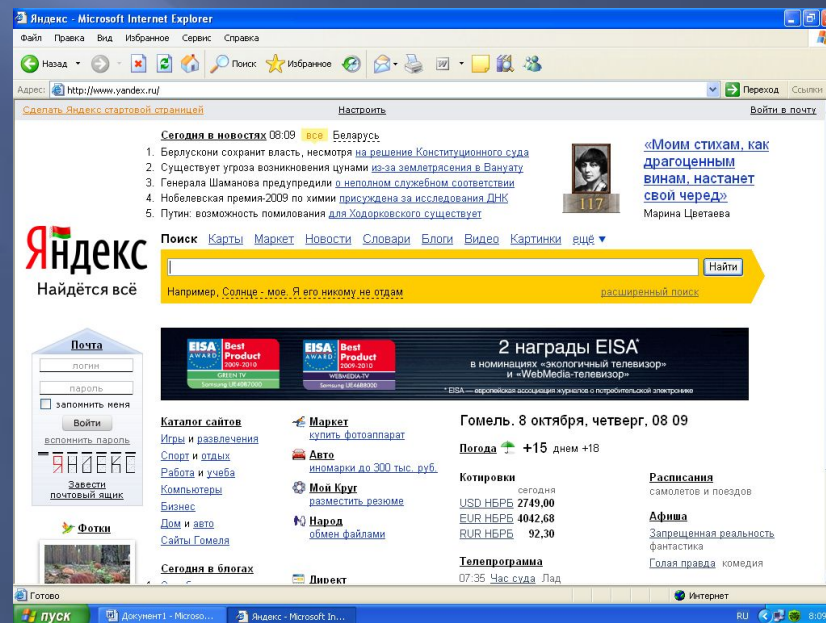 Яндекс - Microsoft Internet Explorer
Файл Правка Вид Избранное Сервис Справка
Назад Поиск Избранное
Адрес: http://www.yandex.ru/ Переход Ссылки
Сделать Яндекс стартовой страницей Настроить Войти в почту
Сегодня в новостях 08:09 все Беларусь
1. Берлускони сохранит власть, несмотря на решение Конституционного суда
2. Существует угроза возникновения цунами из-за землетрясения в Вануату
3. Генерала Шаманова предупредили о неполном служебном соответствии
4. Нобелевская премия-2009 по химии присуждена за исследования ДНК
5. Путин: возможность помилования для Ходорковского существует
117
«Моим стихам, как
драгоценным
винам, настанет
свой черед»
Марина Цветаева
Яндекс
Найдётся всё
Поиск Карты Маркет Новости Словари Блоги Видео Картинки ещё ▼
Найти
Например, Солнце - мое. Я его никому не отдам расширенный поиск
EISA AWARD Best Product 2009-2010
GREEN TV
EISA AWARD Best Product 2009-2010
WEBMEDIA-TV
2 награды EISA*
в номинациях «экологичный телевизор»
и «WebMedia-телевизор»
* EISA — европейская ассоциация журналов о потребительской электронике
Почта
логин
пароль
запомнить меня
Войти
вспомнить пароль
ЯНДЕКС
Завести
почтовый ящик
Фотки
Каталог сайтов
Игры и развлечения
Спорт и отдых
Работа и учеба
Компьютеры
Бизнес
Дом и авто
Сайты Гомеля
Сегодня в блогах
Маркет
купить фотоаппарат
Авто
иномарки до 300 тыс. руб.
Мой Круг
разместить резюме
Народ
обмен файлами
Директ
Гомель. 8 октября, четверг, 08 09
Погода +15 днем +18
Котировки
сегодня
USD НБРБ 2749,00
EUR НБРБ 4042,68
RUR НБРБ 92,30
Телепрограмма
07:35 Час суда Лад
Расписания
самолетов и поездов
Афиша
Запрещенная реальность
фантастика
Голая правда комедия
Готово Интернет
пуск Документ1 - Microso... Яндекс - Microsoft In... RU 8:09